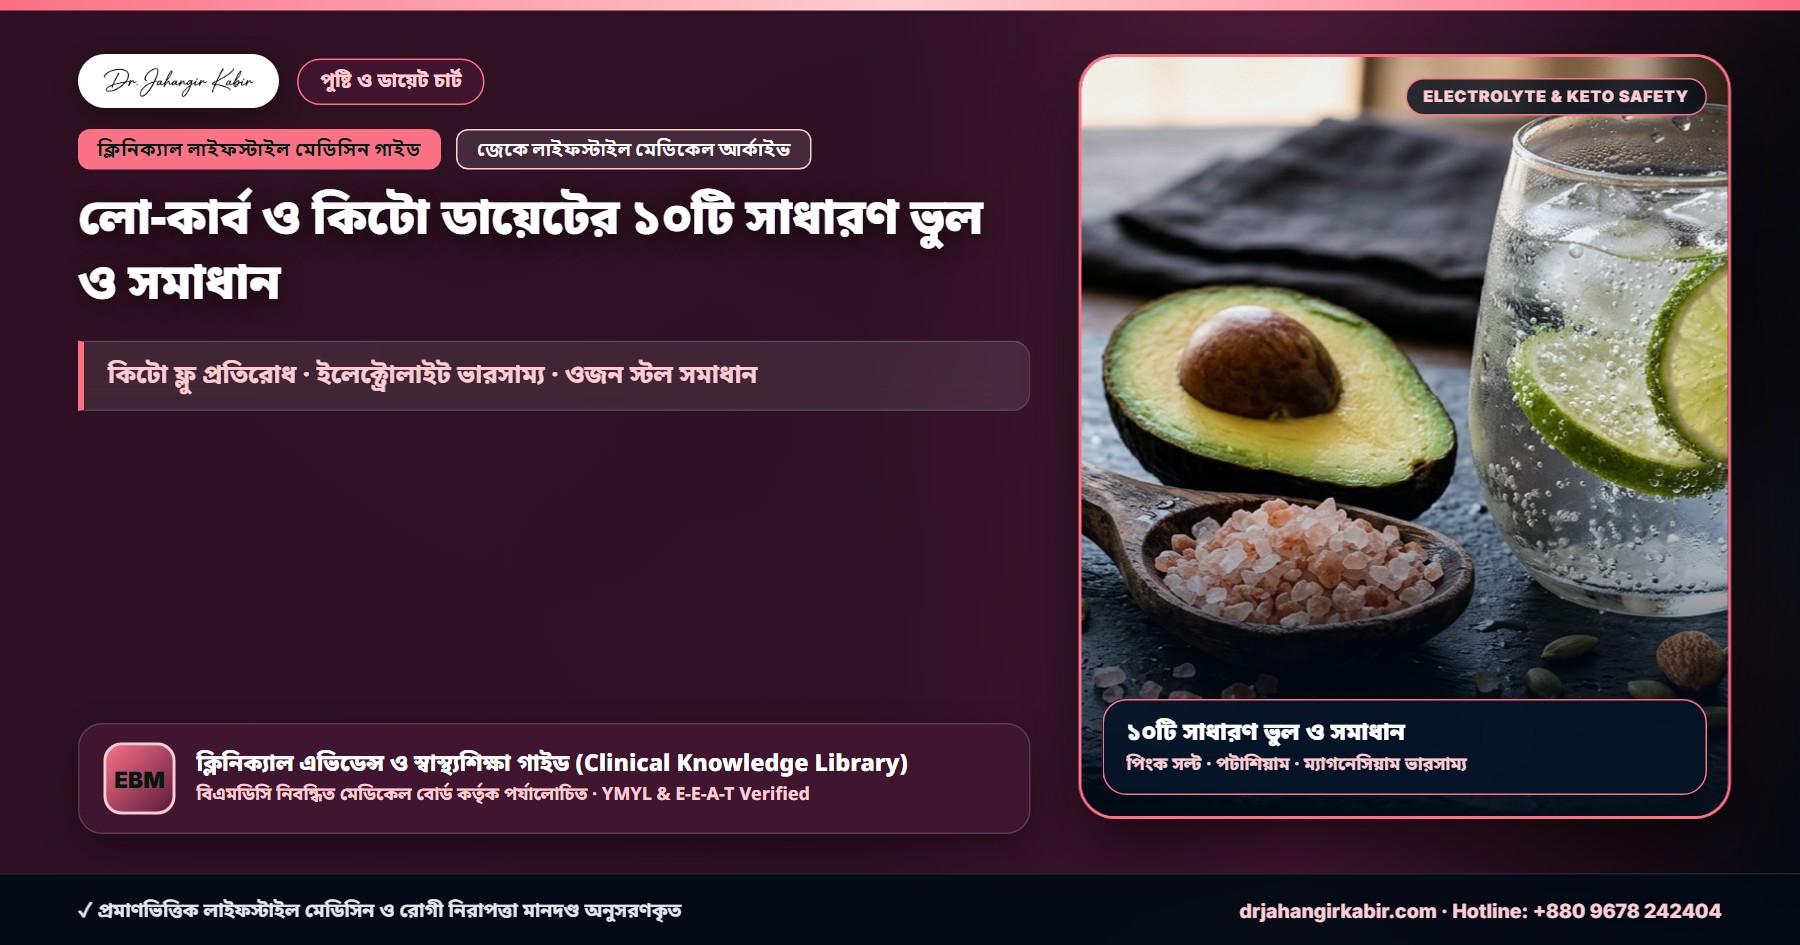 Dr. Jahangir Kabir
পুষ্টি ও ডায়েট চার্ট
ক্লিনিক্যাল লাইফস্টাইল মেডিসিন গাইড
জেকে লাইফস্টাইল মেডিকেল আর্কাইভ
লো-কার্ব ও কিটো ডায়েটের ১০টি সাধারণ ভুল
ও সমাধান
কিটো ফ্লু প্রতিরোধ · ইলেক্ট্রোলাইট ভারসাম্য · ওজন স্টল সমাধান
EBM
ক্লিনিক্যাল এভিডেন্স ও স্বাস্থ্যশিক্ষা গাইড (Clinical Knowledge Library)
বিএমডিসি নিবন্ধিত মেডিকেল বোর্ড কর্তৃক পর্যালোচিত · YMYL & E-E-A-T Verified
ELECTROLYTE & KETO SAFETY
১০টি সাধারণ ভুল ও সমাধান
পিংক সল্ট · পটাশিয়াম · ম্যাগনেসিয়াম ভারসাম্য
✓ প্রমাণভিত্তিক লাইফস্টাইল মেডিসিন ও রোগী নিরাপত্তা মানদণ্ড অনুসরণকৃত
drjahangirkabir.com · Hotline: +880 9678 242404